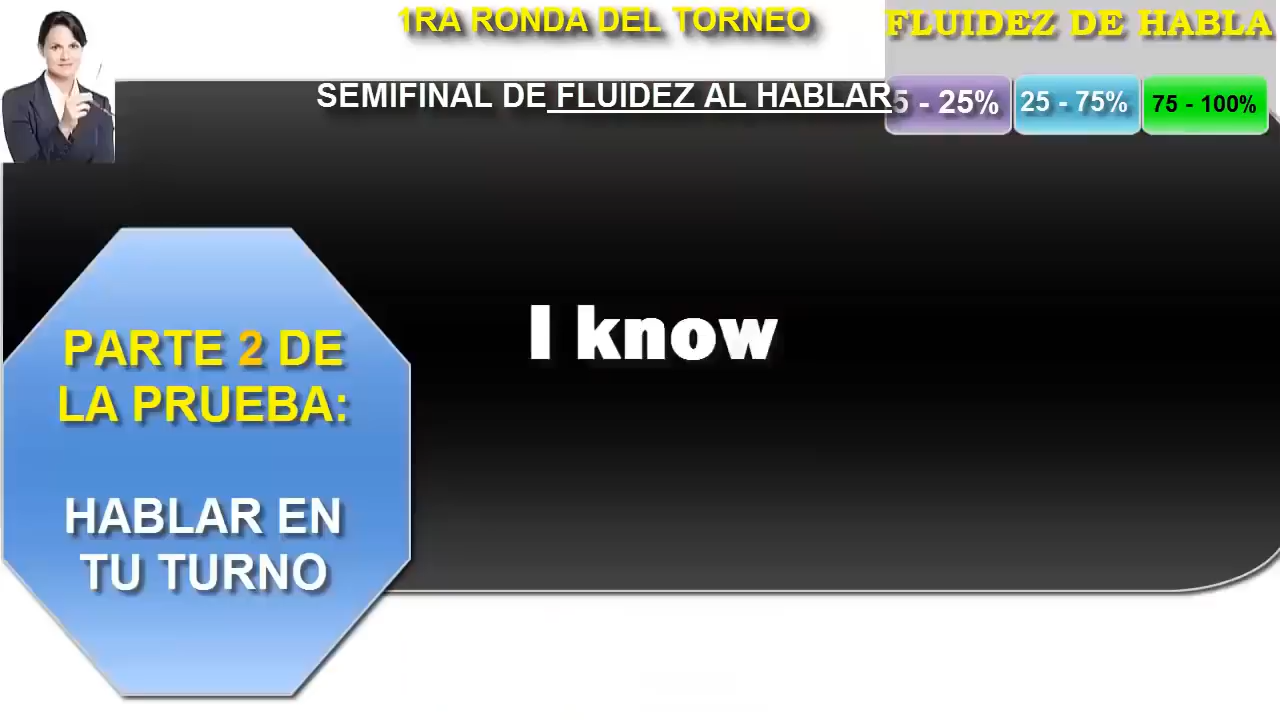 1RA RONDA DEL TORNEO
FLUIDEZ DE HABLA
SEMIFINAL DE FLUIDEZ AL HABLAR
5 - 25%
25 - 75%
75 - 100%
I know
PARTE 2 DE
LA PRUEBA:
HABLAR EN
TU TURNO